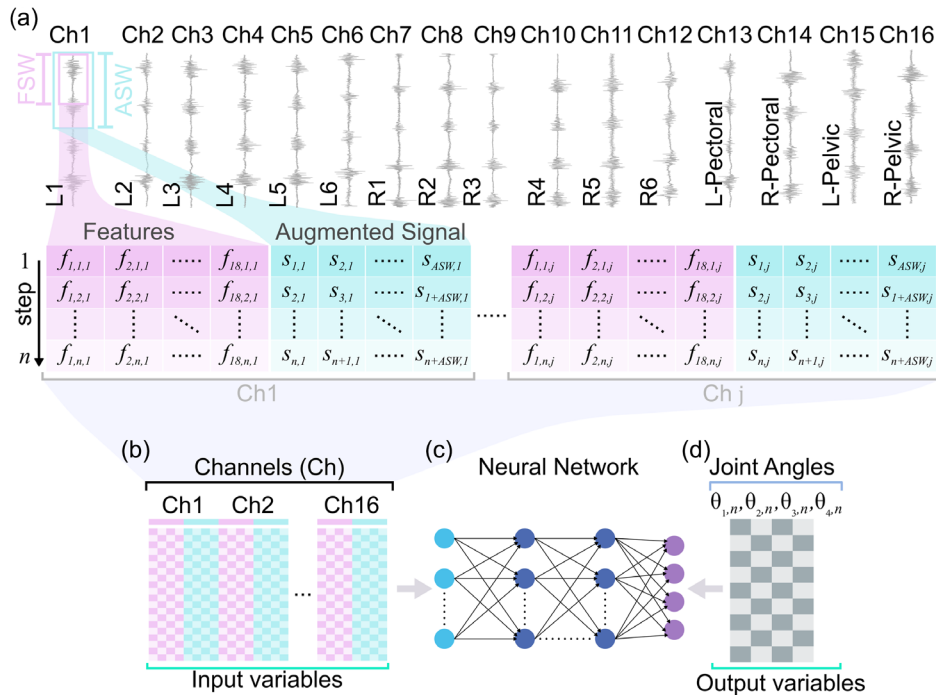 (a)
Ch1 Ch2 Ch3 Ch4 Ch5 Ch6 Ch7 Ch8 Ch9 Ch10 Ch11 Ch12 Ch13 Ch14 Ch15 Ch16
FSW ASW
L1 L2 L3 L4 L5 L6 R1 R2 R3 R4 R5 R6 L-Pectoral R-Pectoral L-Pelvic R-Pelvic
Features Augmented Signal
step
1 f1,1,1 f2,1,1 ····· f18,1,1 s1,1 s2,1 ····· sASW,1 f1,1,j f2,1,j ····· f18,1,j s1,j s2,j ····· sASW,j
f1,2,1 f2,2,1 ····· f18,2,1 s2,1 s3,1 ····· s1+ASW,1 f1,2,j f2,2,j ····· f18,2,j s2,j s3,j ····· s1+ASW,j
·····
n f1,n,1 f2,n,1 ····· f18,n,1 sn,1 sn+1,1 ····· sn+ASW,1 f1,n,j f2,n,j ····· f18,n,j sn,j sn+1,j ····· sn+ASW,j
Ch1 Ch j
(b) (c) (d)
Channels (Ch) Neural Network Joint Angles
Ch1 Ch2 Ch16 θ1,n, θ2,n, θ3,n, θ4,n
...
Input variables Output variables